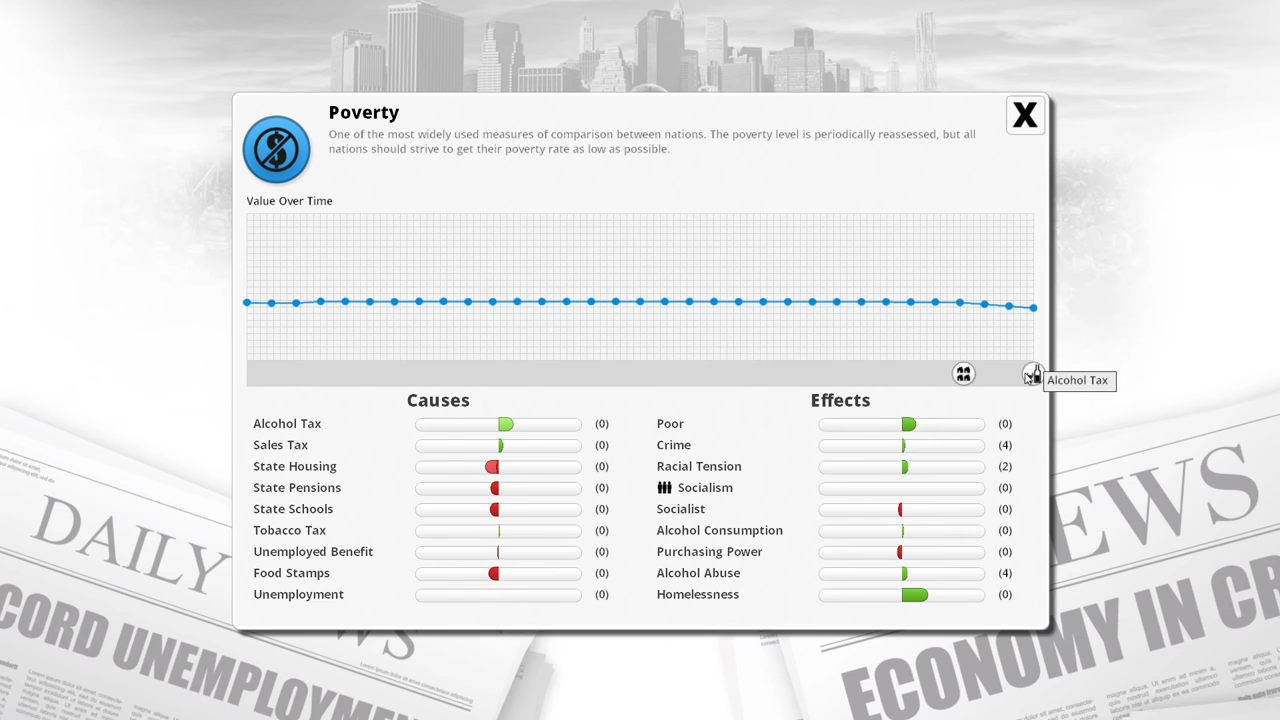 Poverty
One of the most widely used measures of comparison between nations. The poverty level is periodically reassessed, but all
nations should strive to get their poverty rate as low as possible.
X
Value Over Time
Alcohol Tax
Causes
Alcohol Tax (0)
Sales Tax (0)
State Housing (0)
State Pensions (0)
State Schools (0)
Tobacco Tax (0)
Unemployed Benefit (0)
Food Stamps (0)
Unemployment (0)
Effects
Poor (0)
Crime (4)
Racial Tension (2)
Socialism (0)
Socialist (0)
Alcohol Consumption (0)
Purchasing Power (0)
Alcohol Abuse (4)
Homelessness (0)
DAILY
WS
CORD UNEMPLOYME
EWS
ECONOMY IN CR